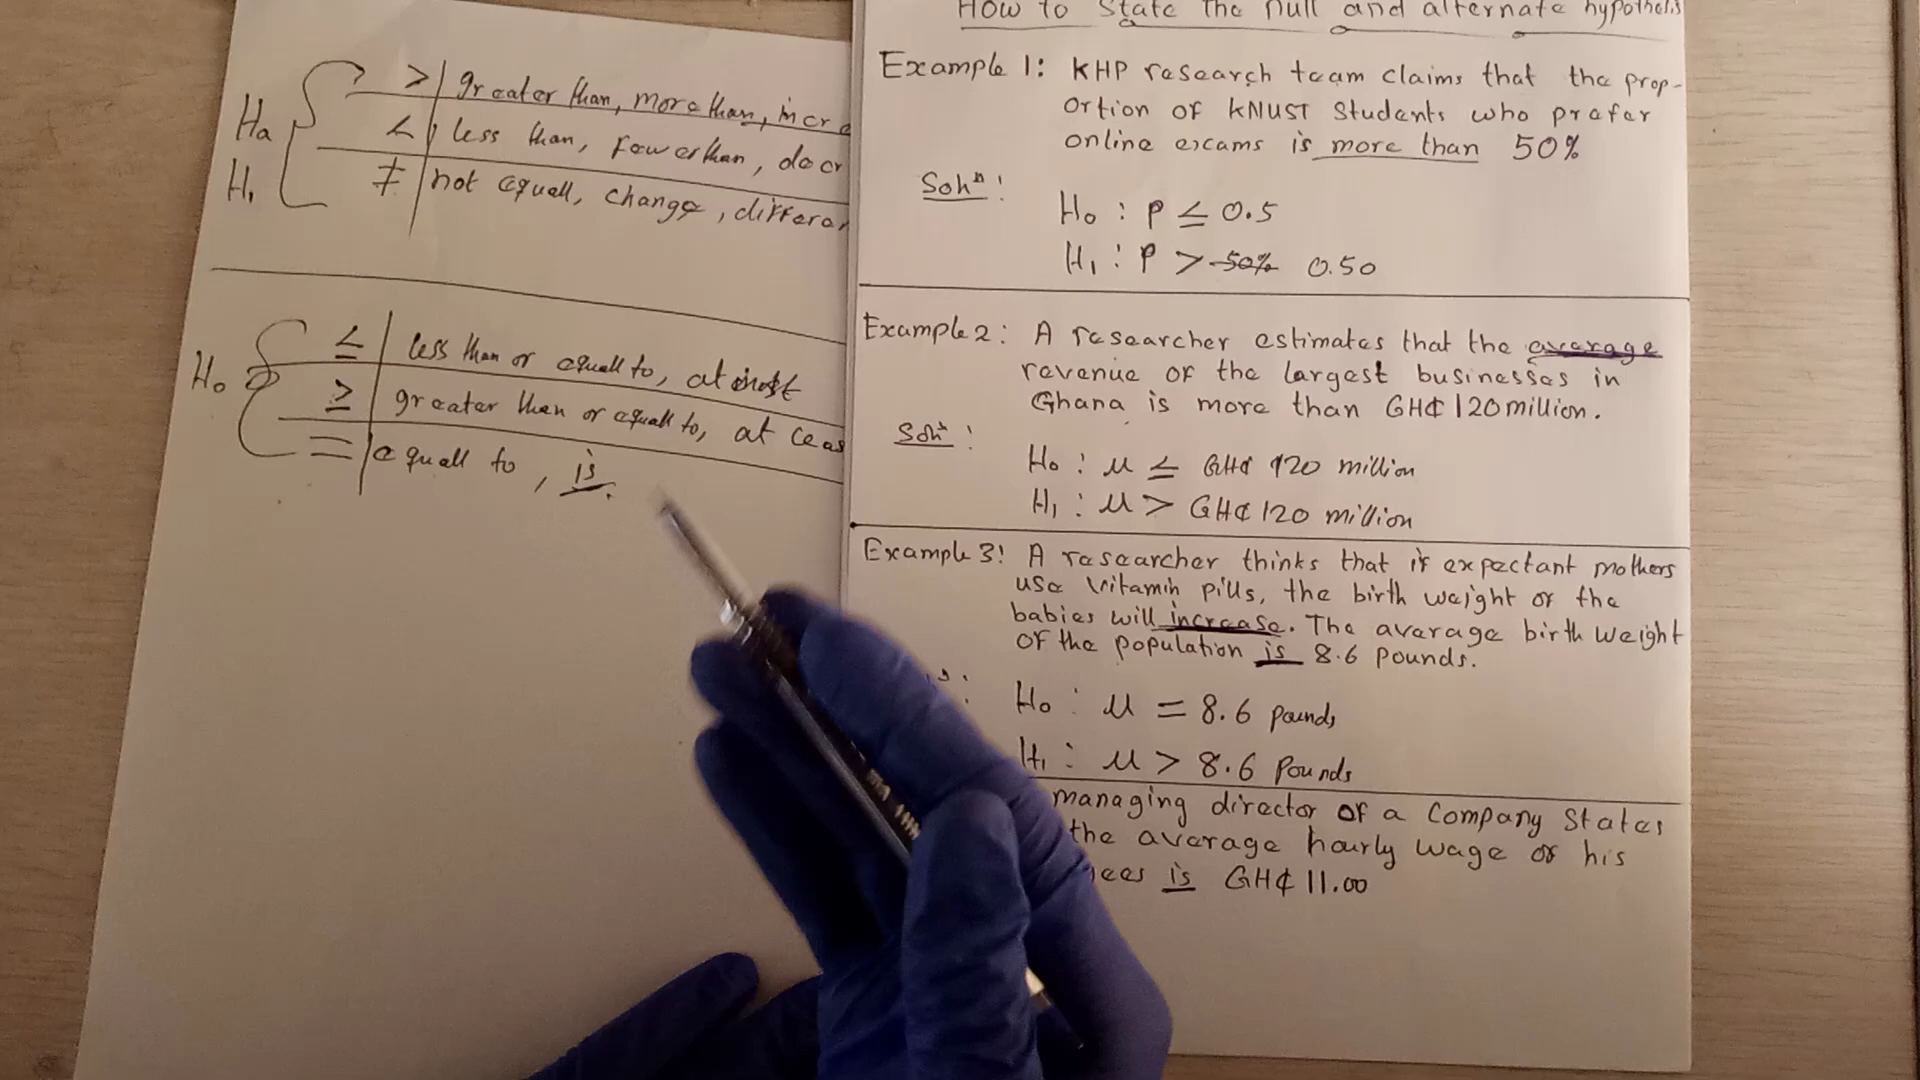 Ha
H₁
> | greater than, more than, incre
< | less than, fewer than, decr
≠ | not equall, change, differen
H₀
≤ | less than or equall to, at most
≥ | greater than or equall to, at leas
= | equall to, is.
How to state the null and alternate hypothesis
Example 1: KHP research team claims that the prop-
ortion of KNUST students who prefer
online exams is more than 50%
Solⁿ:
H₀ : P ≤ 0.5
H₁ : P > 50% 0.50
Example 2: A researcher estimates that the average
revenue of the largest businesses in
Ghana is more than GH₵ 120 million.
Solⁿ:
H₀ : μ ≤ GH₵ 120 million
H₁ : μ > GH₵ 120 million
Example 3: A researcher thinks that if expectant mothers
use vitamin pills, the birth weight of the
babies will increase. The average birth weight
of the population is 8.6 pounds.
H₀ : μ = 8.6 pounds
H₁ : μ > 8.6 Pounds
managing director of a company states
the average hourly wage of his
is GH₵ 11.00